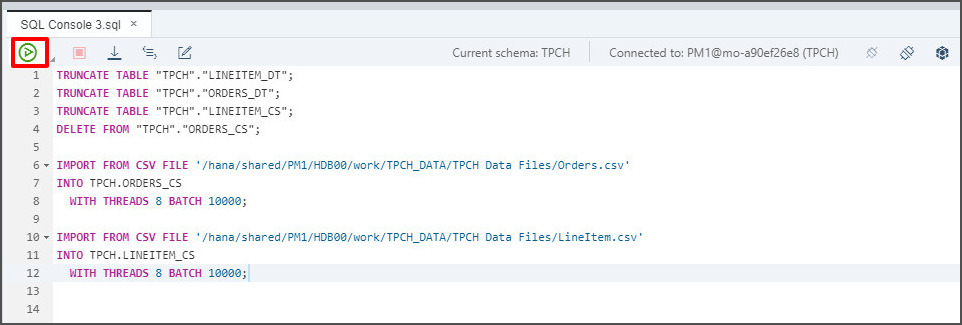 SQL Console 3.sql ×
Current schema: TPCH Connected to: PM1@mo-a90ef26e8 (TPCH)
1 TRUNCATE TABLE "TPCH"."LINEITEM_DT";
2 TRUNCATE TABLE "TPCH"."ORDERS_DT";
3 TRUNCATE TABLE "TPCH"."LINEITEM_CS";
4 DELETE FROM "TPCH"."ORDERS_CS";
5
6 IMPORT FROM CSV FILE '/hana/shared/PM1/HDB00/work/TPCH_DATA/TPCH Data Files/Orders.csv'
7 INTO TPCH.ORDERS_CS
8 WITH THREADS 8 BATCH 10000;
9
10 IMPORT FROM CSV FILE '/hana/shared/PM1/HDB00/work/TPCH_DATA/TPCH Data Files/LineItem.csv'
11 INTO TPCH.LINEITEM_CS
12 WITH THREADS 8 BATCH 10000;
13
14